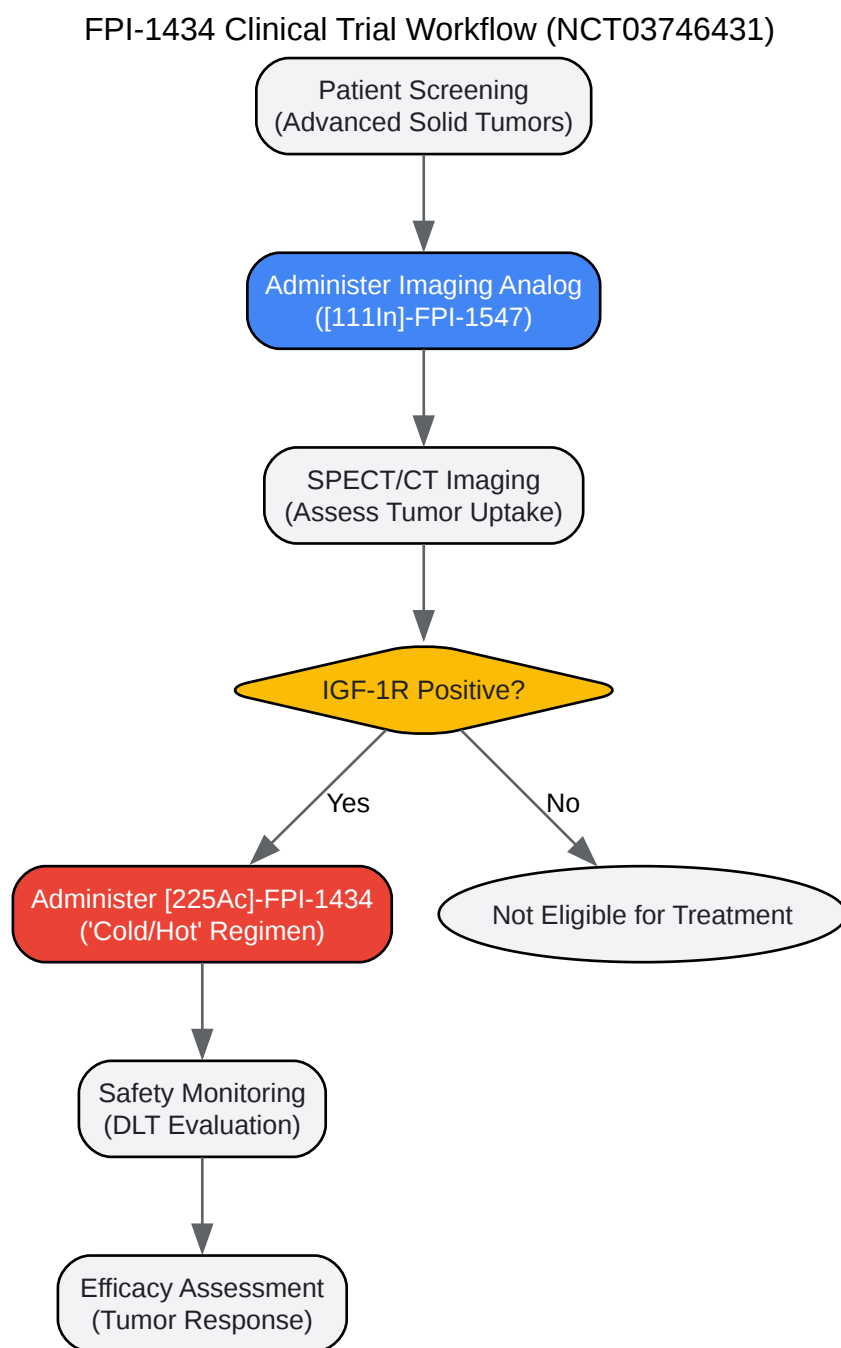 FPI-1434 Clinical Trial Workflow (NCT03746431)
Patient Screening
(Advanced Solid Tumors)
Administer Imaging Analog
([111In]-FPI-1547)
SPECT/CT Imaging
(Assess Tumor Uptake)
IGF-1R Positive?
Yes
No
Administer [225Ac]-FPI-1434
('Cold/Hot' Regimen)
Not Eligible for Treatment
Safety Monitoring
(DLT Evaluation)
Efficacy Assessment
(Tumor Response)